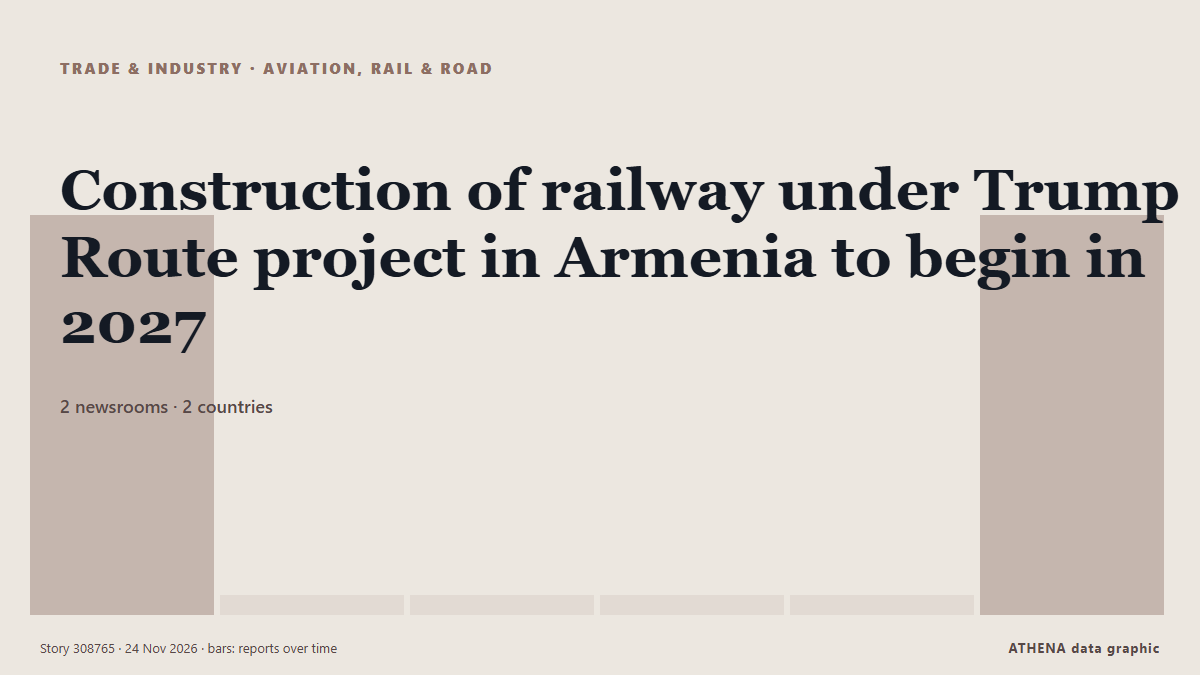 TRADE & INDUSTRY · AVIATION, RAIL & ROAD
Construction of railway under Trump
Route project in Armenia to begin in
2027
2 newsrooms · 2 countries
Story 308765 · 24 Nov 2026 · bars: reports over time
ATHENA data graphic